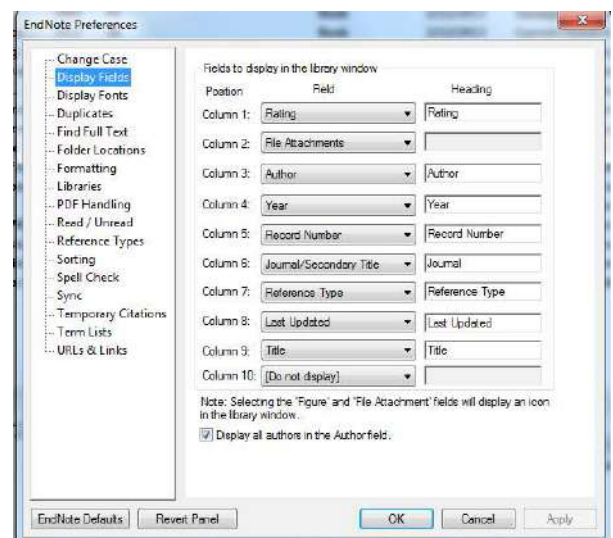 EndNote Preferences
Change Case
Display Fields
Display Fonts
Duplicates
Find Full Text
Folder Locations
Formatting
Libraries
PDF Handling
Read / Unread
Reference Types
Sorting
Spell Check
Sync
Temporary Citations
Term Lists
URLs & Links
Fields to display in the library window
Position Field Heading
Column 1: Rating Rating
Column 2: File Attachments
Column 3: Author Author
Column 4: Year Year
Column 5: Record Number Record Number
Column 6: Journal/Secondary Title Journal
Column 7: Reference Type Reference Type
Column 8: Last Updated Last Updated
Column 9: Title Title
Column 10: [Do not display]
Note: Selecting the 'Figure' and 'File Attachment' fields will display an icon
in the library window.
Display all authors in the Author field.
EndNote Defaults Revert Panel OK Cancel Apply